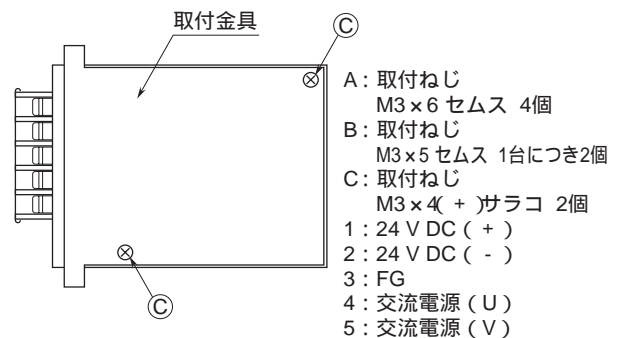 取付金具
C
A：取付ねじ
M3×6 セムス 4個
B：取付ねじ
M3×5 セムス 1台につき2個
C：取付ねじ
M3×4(+)サラコ 2個
1：24 V DC（+）
2：24 V DC（-）
3：FG
4：交流電源（U）
5：交流電源（V）
C